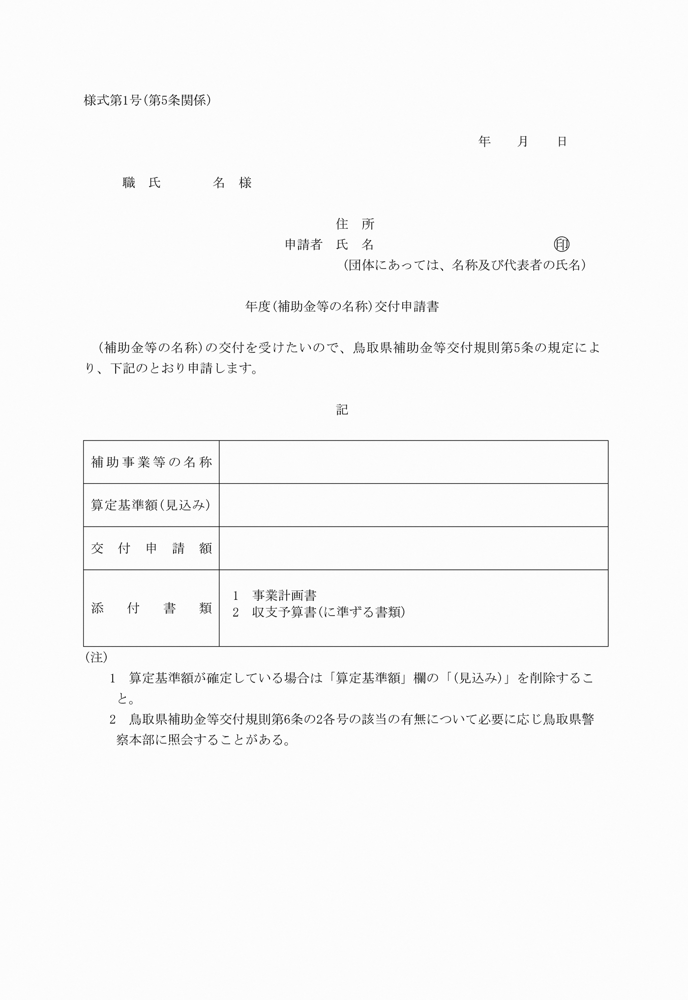 様式第1号(第5条関係)
年　　月　　日
職　氏　　　　名　様
住　所
申請者　氏　名　　　　　　　　　　　　　　㊞
(団体にあっては、名称及び代表者の氏名)
年度(補助金等の名称)交付申請書
(補助金等の名称)の交付を受けたいので、鳥取県補助金等交付規則第5条の規定によ
り、下記のとおり申請します。
記
補助事業等の名称
算定基準額(見込み)
交　付　申　請　額
添　付　書　類
1　事業計画書
2　収支予算書(に準ずる書類)
(注)
1　算定基準額が確定している場合は「算定基準額」欄の「(見込み)」を削除するこ
と。
2　鳥取県補助金等交付規則第6条の2各号の該当の有無について必要に応じ鳥取県警
察本部に照会することがある。